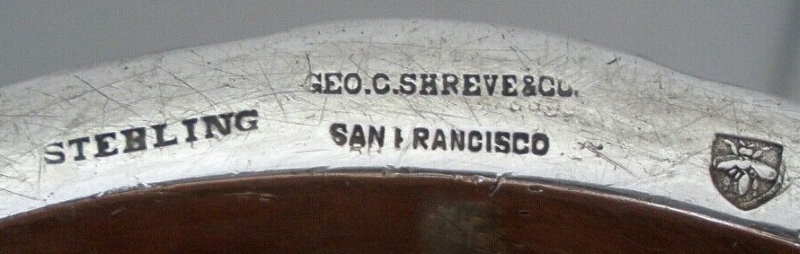 GEO. C. SHREVE & CO.
STERLING
SAN FRANCISCO